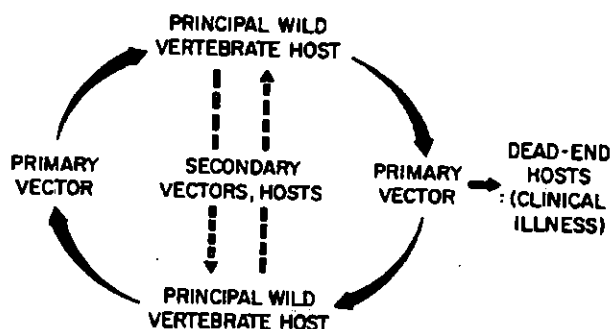 PRINCIPAL WILD
VERTEBRATE HOST
PRIMARY
VECTOR
SECONDARY
VECTORS, HOSTS
PRIMARY
VECTOR
DEAD-END
HOSTS
(CLINICAL
ILLNESS)
PRINCIPAL WILD
VERTEBRATE HOST